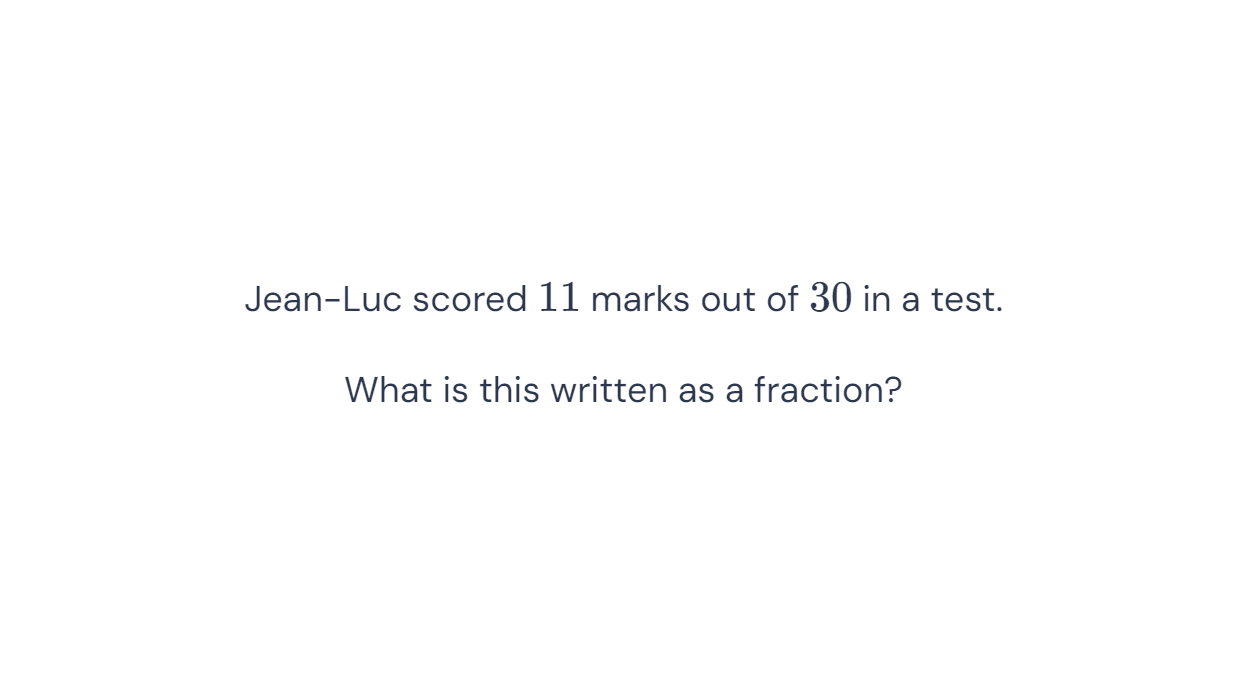 Jean-Luc scored 11 marks out of 30 in a test.
What is this written as a fraction?